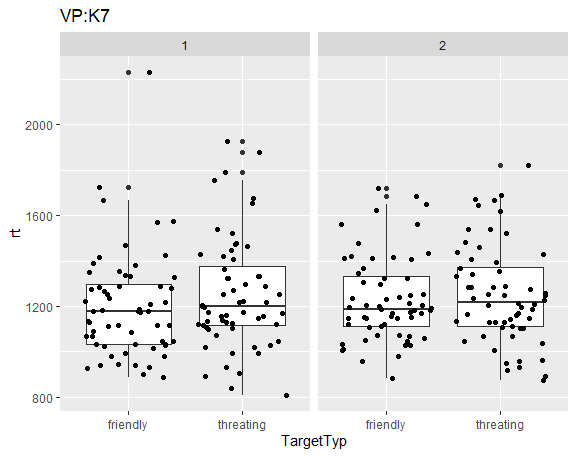 VP:K7
1
2
rt
2000
1600
1200
800
friendly
threating
friendly
threating
TargetTyp